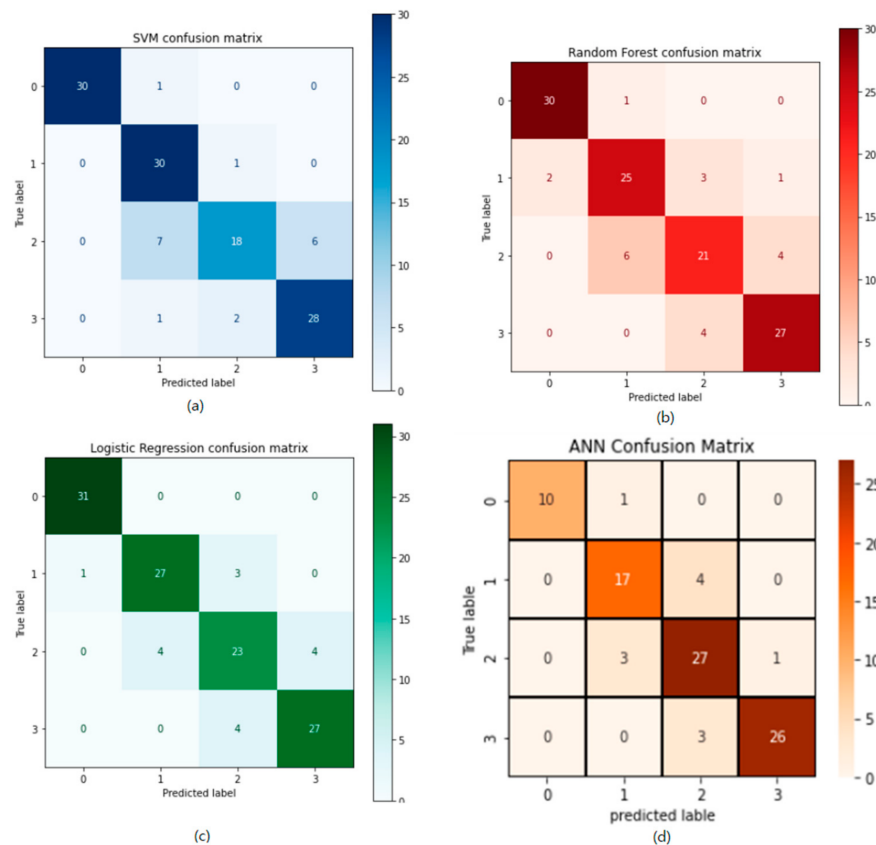 SVM confusion matrix
30
25
20
15
10
5
0
0 30 1 0 0
1 0 30 1 0
2 0 7 18 6
3 0 1 2 28
True label
0 1 2 3
Predicted label
(a)
Random Forest confusion matrix
30
25
20
15
10
5
0
0 30 1 0 0
1 2 25 3 1
2 0 6 21 4
3 0 0 4 27
True label
0 1 2 3
Predicted label
(b)
Logistic Regression confusion matrix
30
25
20
15
10
5
0
0 31 0 0 0
1 1 27 3 0
2 0 4 23 4
3 0 0 4 27
True label
0 1 2 3
Predicted label
(c)
ANN Confusion Matrix
25
20
15
10
5
0
0 10 1 0 0
1 0 17 4 0
2 0 3 27 1
3 0 0 3 26
True lable
0 1 2 3
predicted lable
(d)